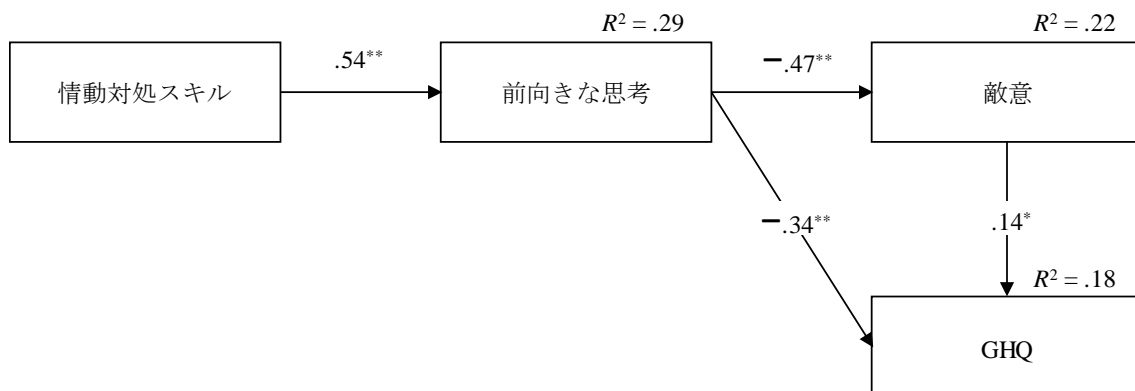 R² = .29
R² = .22
.54**
−.47**
情動対処スキル
前向きな思考
敵意
−.34**
.14*
R² = .18
GHQ